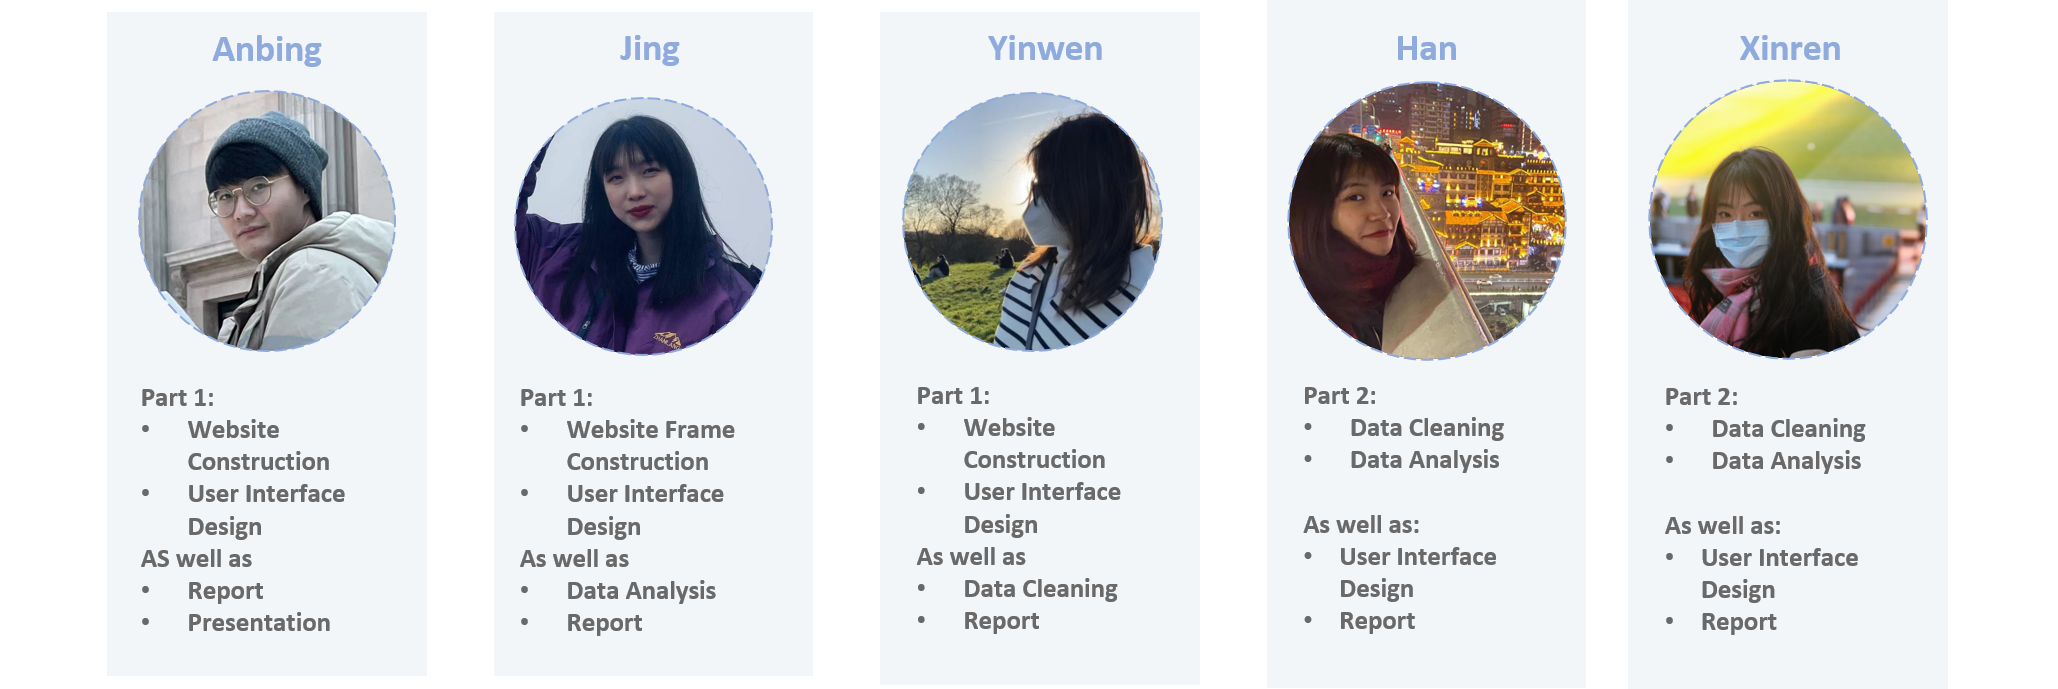 Anbing
Part 1:
• Website
Construction
• User Interface
Design
AS well as
• Report
• Presentation
Jing
Part 1:
• Website Frame
Construction
• User Interface
Design
As well as
• Data Analysis
• Report
Yinwen
Part 1:
• Website
Construction
• User Interface
Design
As well as
• Data Cleaning
• Report
Han
Part 2:
• Data Cleaning
• Data Analysis
As well as:
• User Interface
Design
• Report
Xinren
Part 2:
• Data Cleaning
• Data Analysis
As well as:
• User Interface
Design
• Report